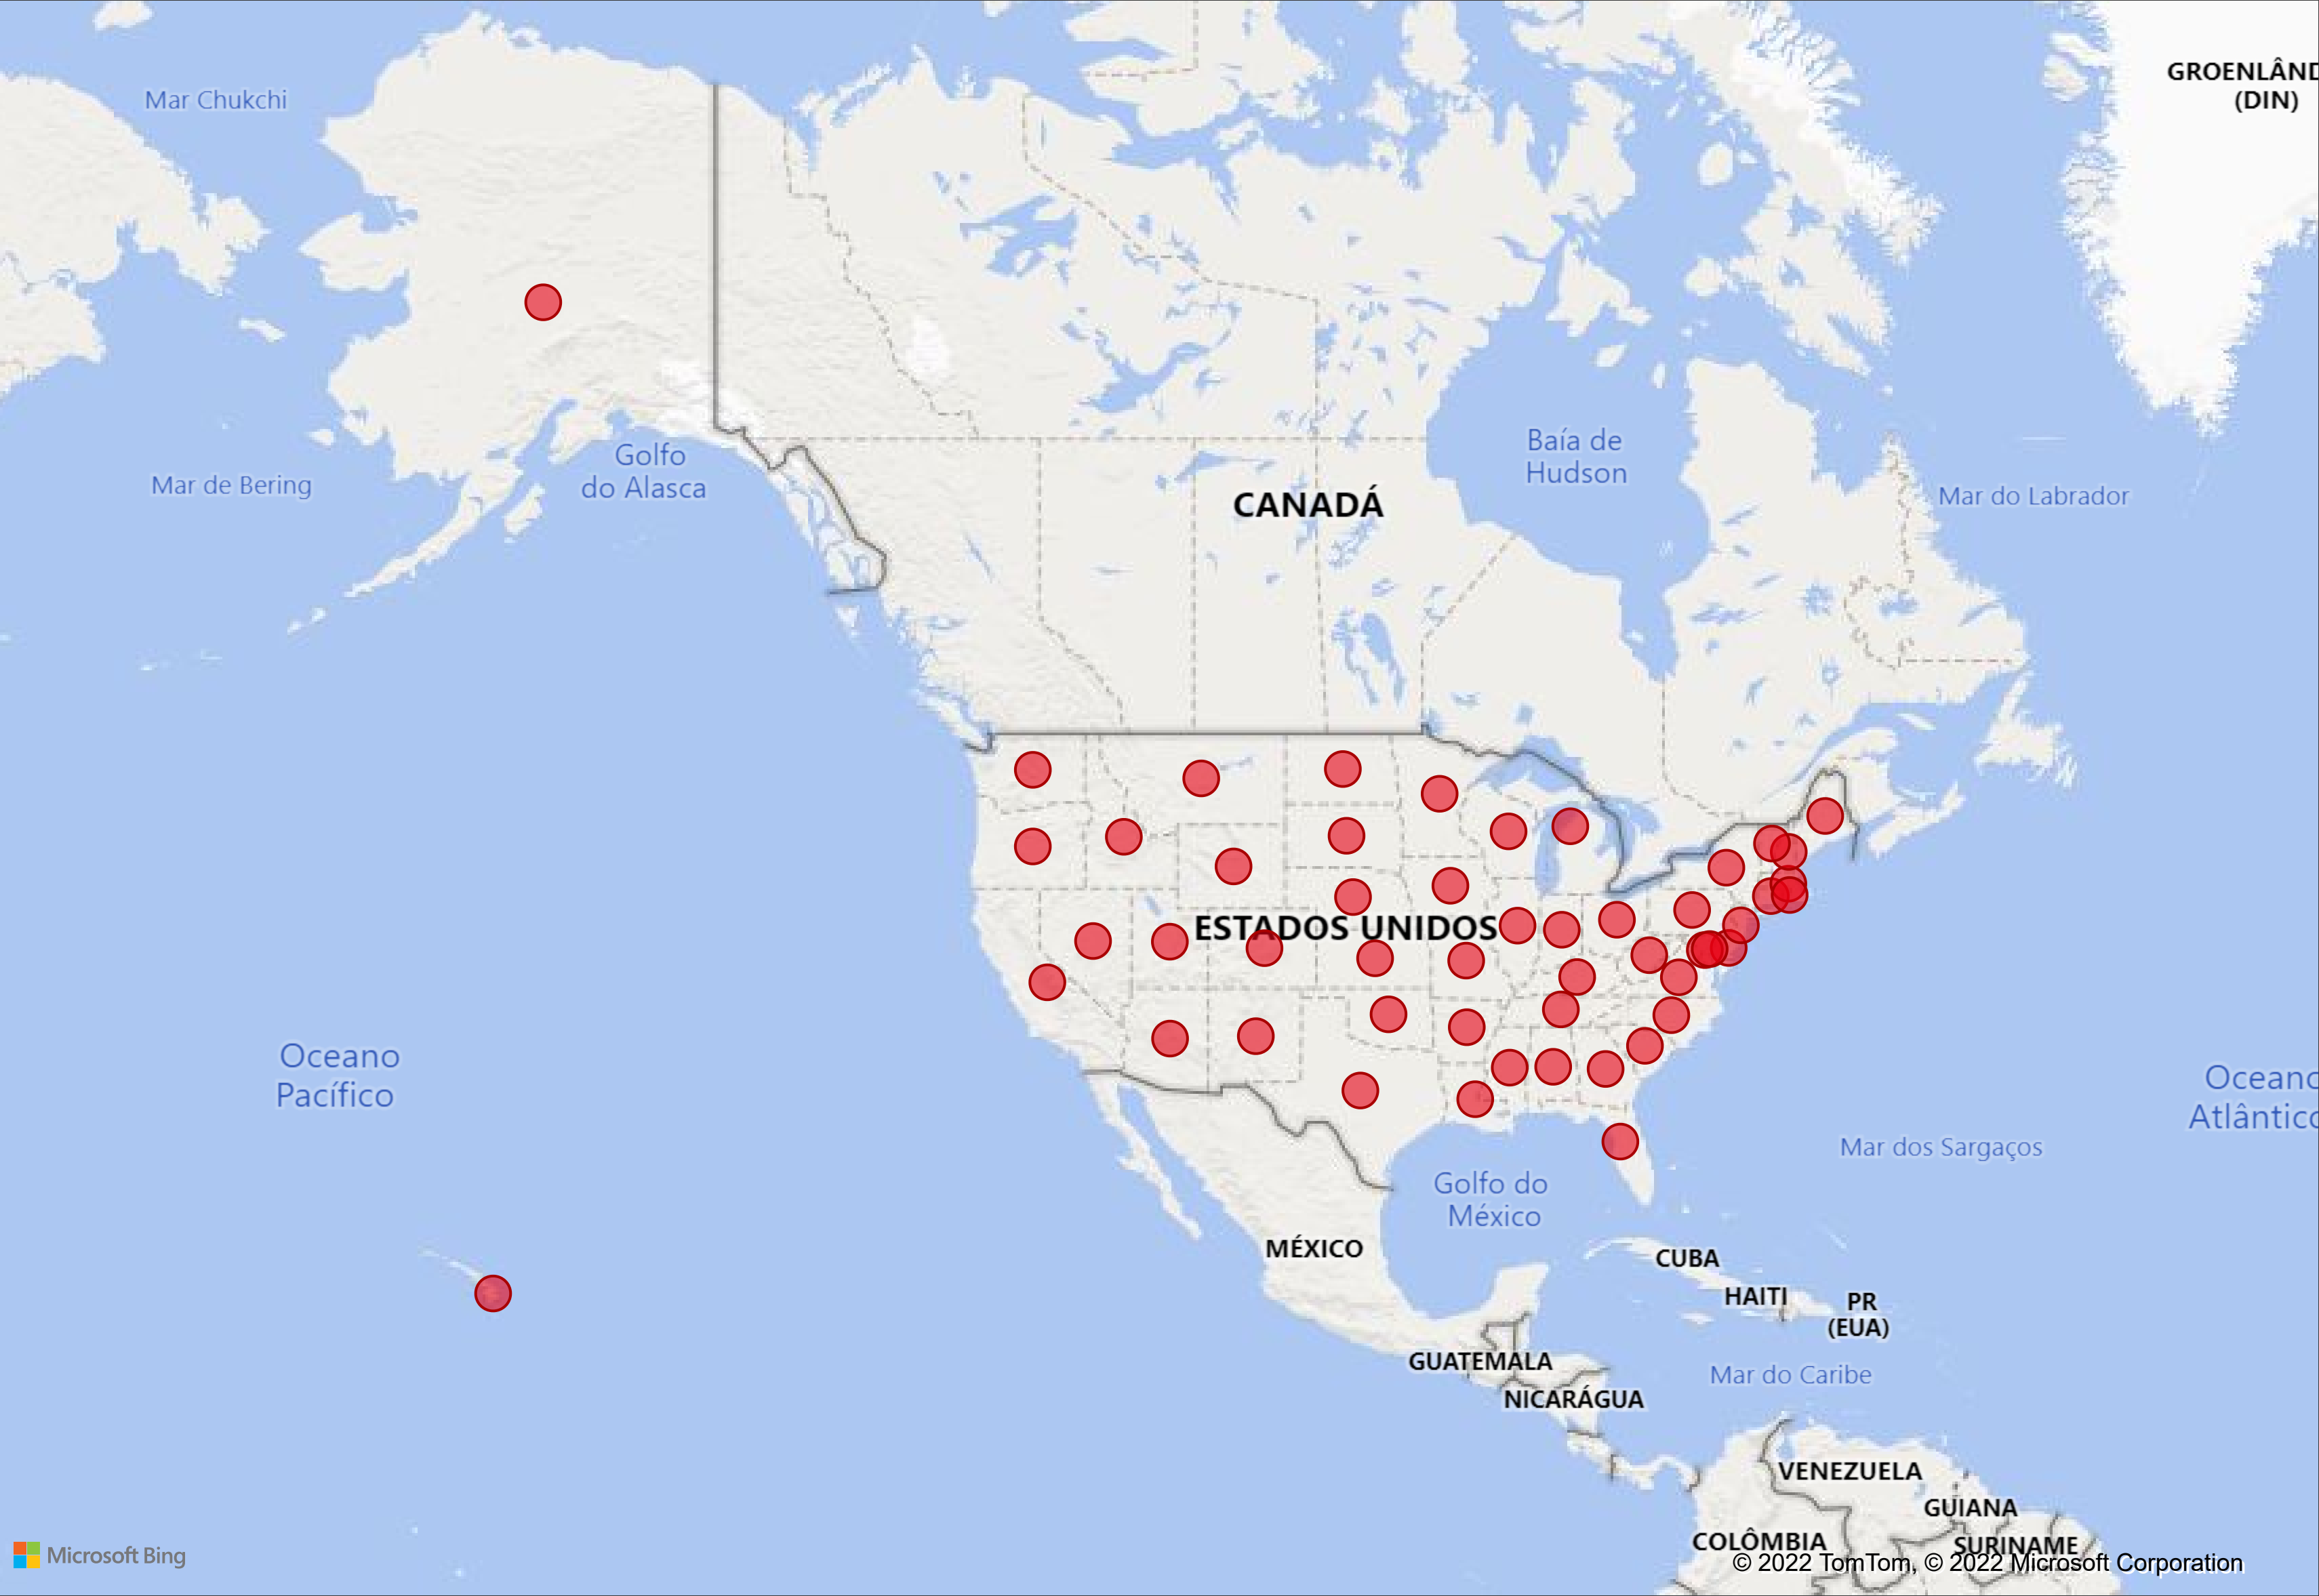 GROENLÂND
(DIN)
Mar Chukchi
Baía de
Hudson
Golfo
do Alasca
Mar de Bering
Mar do Labrador
CANADÁ
ESTADOS UNIDOS
Oceano
Pacífico
Oceano
Atlântico
Mar dos Sargaços
Golfo do
México
MÉXICO
CUBA
HAITI
PR
(EUA)
GUATEMALA
Mar do Caribe
NICARÁGUA
VENEZUELA
GUIANA
COLÔMBIA
SURINAME
Microsoft Bing
© 2022 TomTom, © 2022 Microsoft Corporation